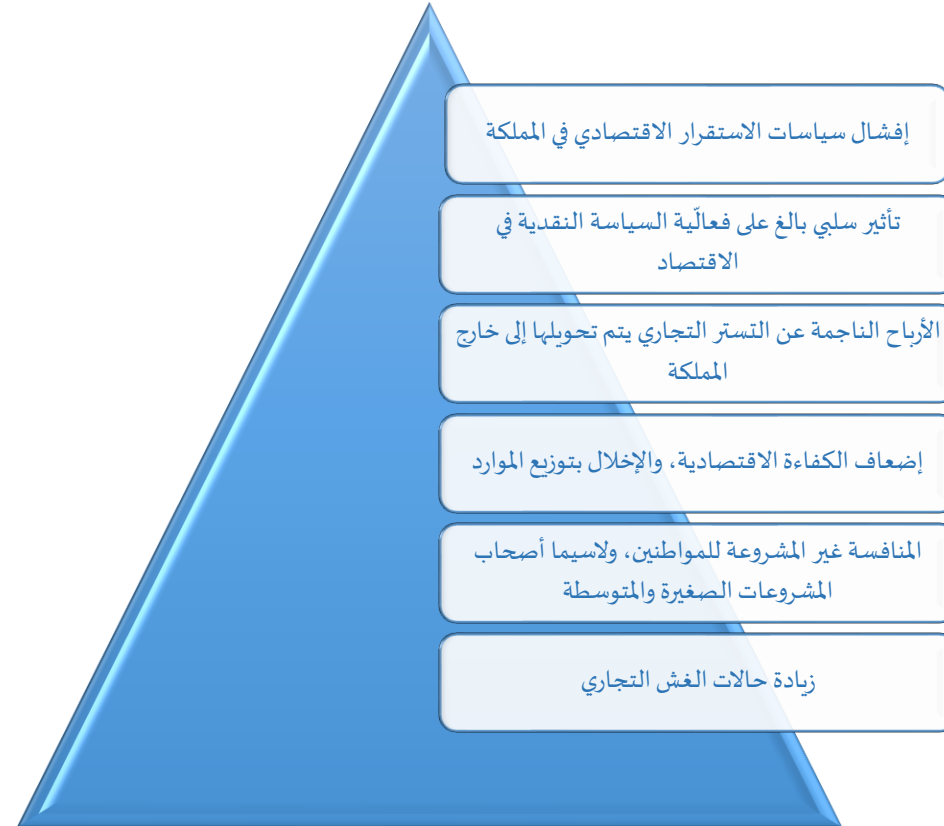 إفشال سياسات الاستقرار الاقتصادي في المملكة
تأثير سلبي بالغ على فعالّية السياسة النقدية في
الاقتصاد
الأرباح الناجمة عن التستر التجاري يتم تحويلها إلى خارج
المملكة
إضعاف الكفاءة الاقتصادية، والإخلال بتوزيع الموارد
المنافسة غير المشروعة للمواطنين، ولاسيما أصحاب
المشروعات الصغيرة والمتوسطة
زيادة حالات الغش التجاري